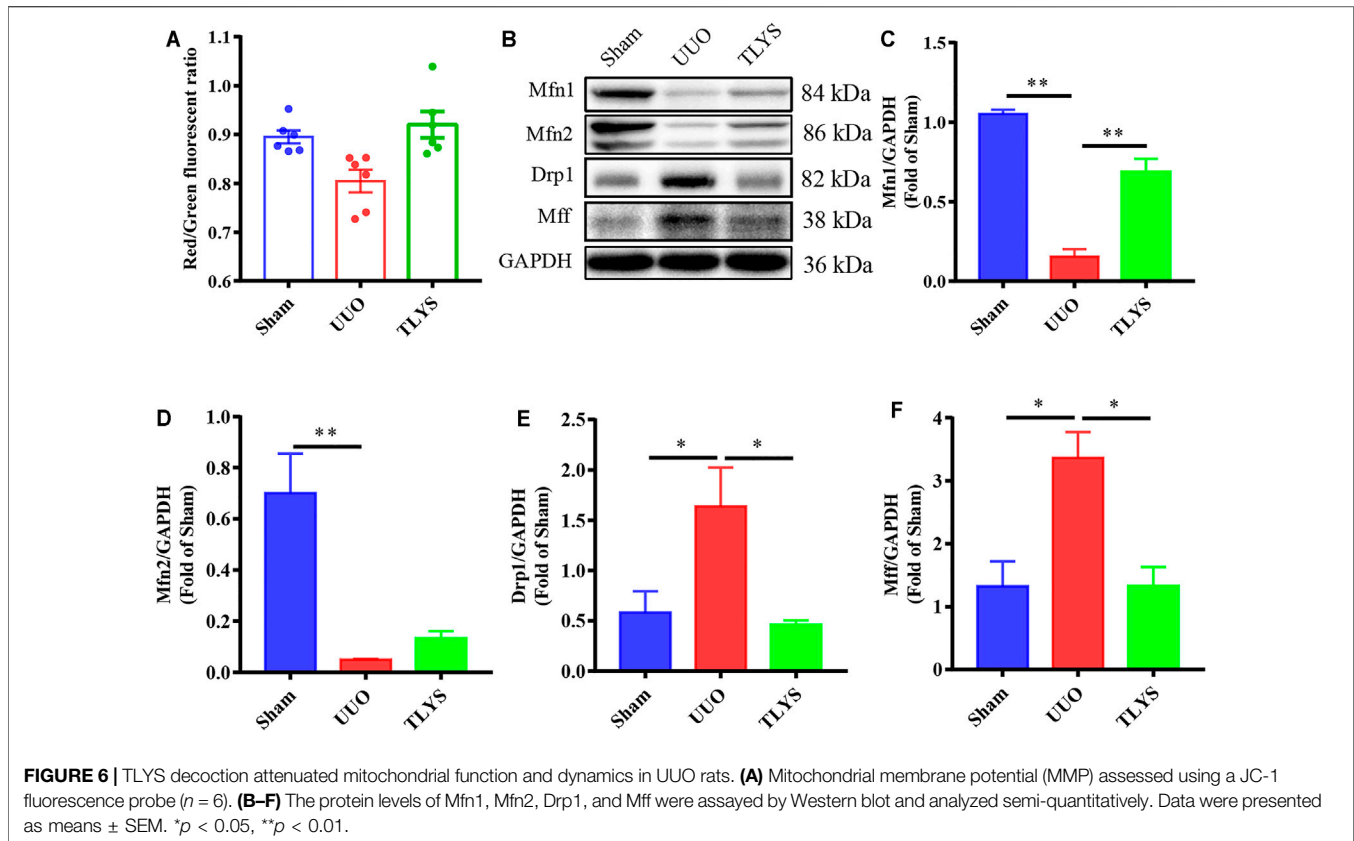 A
Red/Green fluorescent ratio
1.1
1.0
0.9
0.8
0.7
0.6
Sham
UUO
TLYS
B
Sham
UUO
TLYS
Mfn1
84 kDa
Mfn2
86 kDa
Drp1
82 kDa
Mff
38 kDa
GAPDH
36 kDa
C
Mfn1/GAPDH
(Fold of Sham)
1.5
1.0
0.5
0.0
**
**
Sham
UUO
TLYS
D
Mfn2/GAPDH
(Fold of Sham)
1.0
0.8
0.6
0.4
0.2
0.0
**
Sham
UUO
TLYS
E
Drp1/GAPDH
(Fold of Sham)
2.5
2.0
1.5
1.0
0.5
0.0
*
*
Sham
UUO
TLYS
F
Mff/GAPDH
(Fold of Sham)
4
3
2
1
0
*
*
Sham
UUO
TLYS
FIGURE 6 | TLYS decoction attenuated mitochondrial function and dynamics in UUO rats. (A) Mitochondrial membrane potential (MMP) assessed using a JC-1
fluorescence probe (n = 6). (B–F) The protein levels of Mfn1, Mfn2, Drp1, and Mff were assayed by Western blot and analyzed semi-quantitatively. Data were presented
as means ± SEM. *p < 0.05, **p < 0.01.